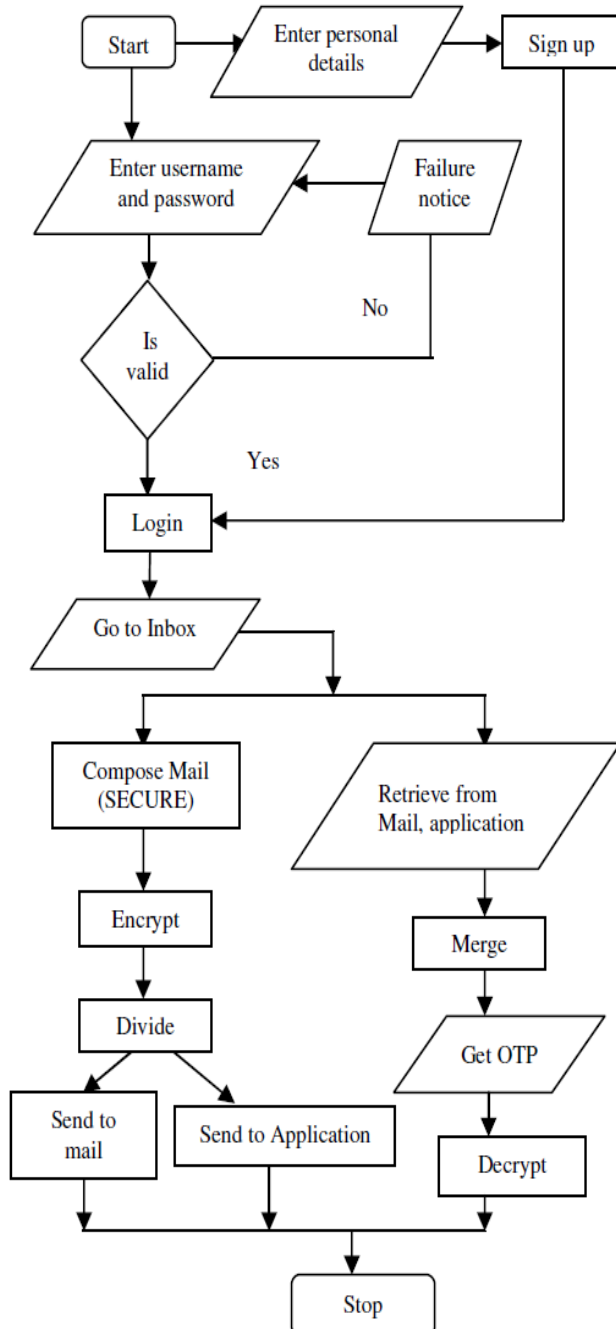 Start
Enter personal
details
Sign up
Enter username
and password
Failure
notice
No
Is
valid
Yes
Login
Go to Inbox
Compose Mail
(SECURE)
Retrieve from
Mail, application
Encrypt
Merge
Divide
Get OTP
Send to
mail
Send to Application
Decrypt
Stop